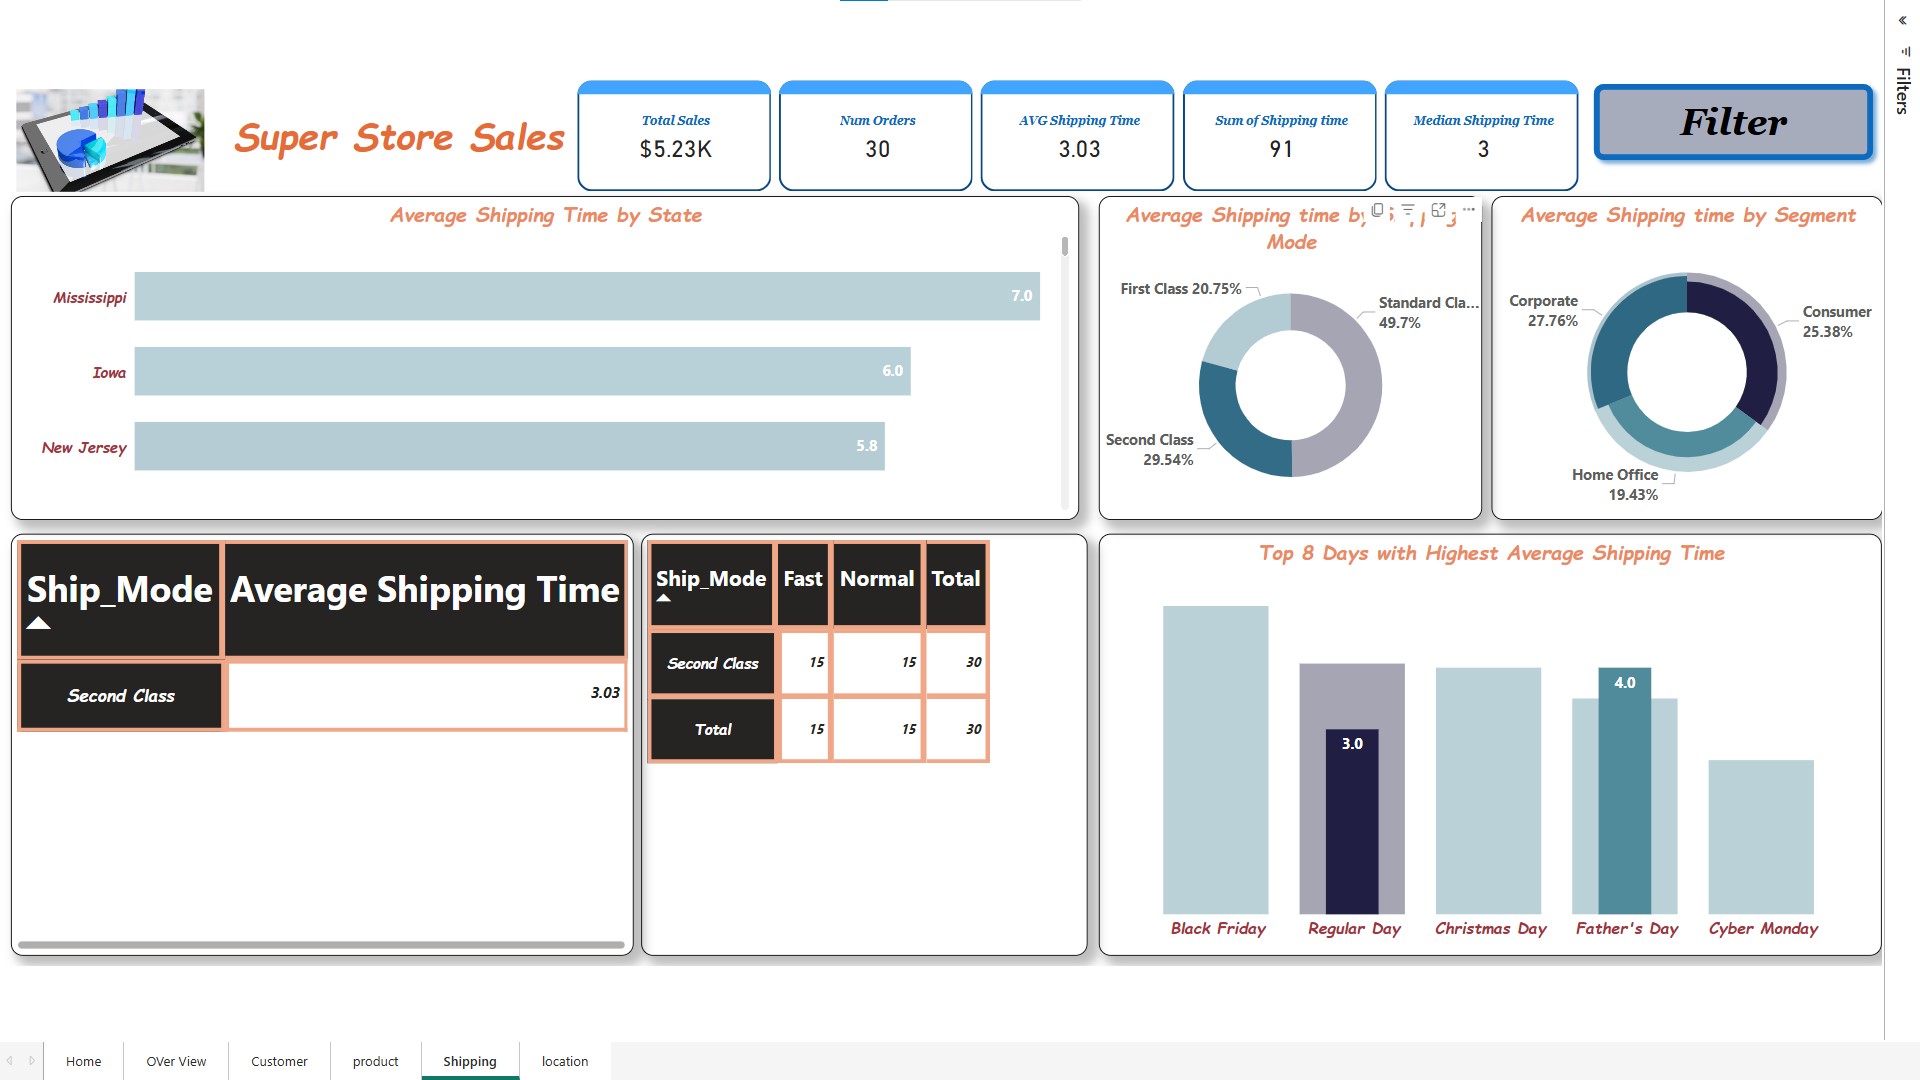 Super Store Sales
Total Sales
$5.23K
Num Orders
30
AVG Shipping Time
3.03
Sum of Shipping time
91
Median Shipping Time
3
Filter
Filters
Average Shipping Time by State
Mississippi
7.0
Iowa
6.0
New Jersey
5.8
Average Shipping time by
Mode
First Class 20.75%
Standard Cla...
49.7%
Second Class
29.54%
Average Shipping time by Segment
Corporate
27.76%
Consumer
25.38%
Home Office
19.43%
Ship_Mode Average Shipping Time
Second Class 3.03
Ship_Mode Fast Normal Total
Second Class 15 15 30
Total 15 15 30
Top 8 Days with Highest Average Shipping Time
3.0
4.0
Black Friday Regular Day Christmas Day Father's Day Cyber Monday
Home OVer View Customer product Shipping location